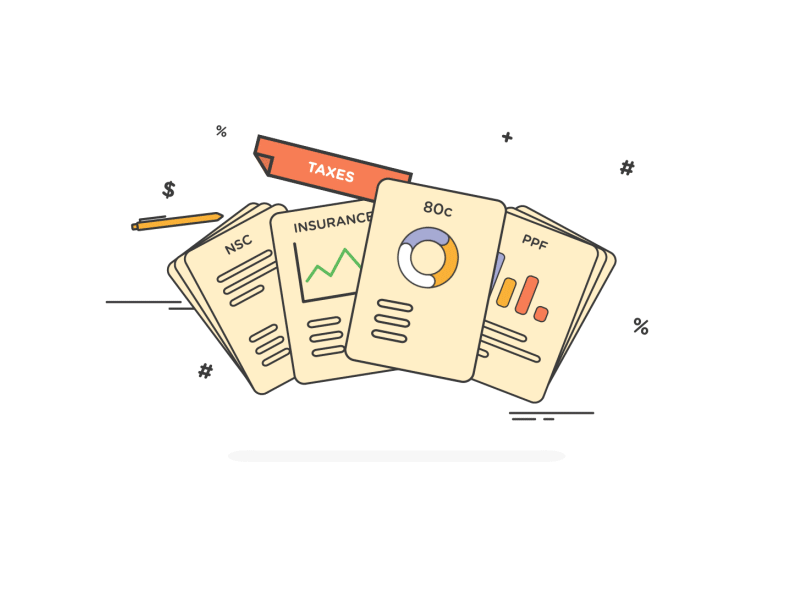 %
+
#
TAXES
$
80c
INSURANCE
NSC
PPF
%
#